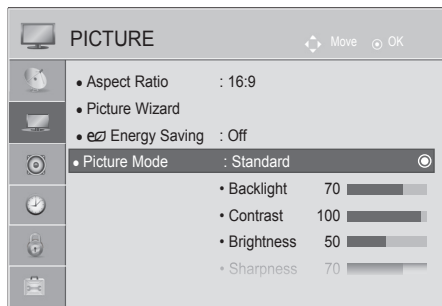 PICTURE
Move OK
• Aspect Ratio : 16:9
• Picture Wizard
• Energy Saving : Off
• Picture Mode : Standard
• Backlight 70
• Contrast 100
• Brightness 50
• Sharpness 70